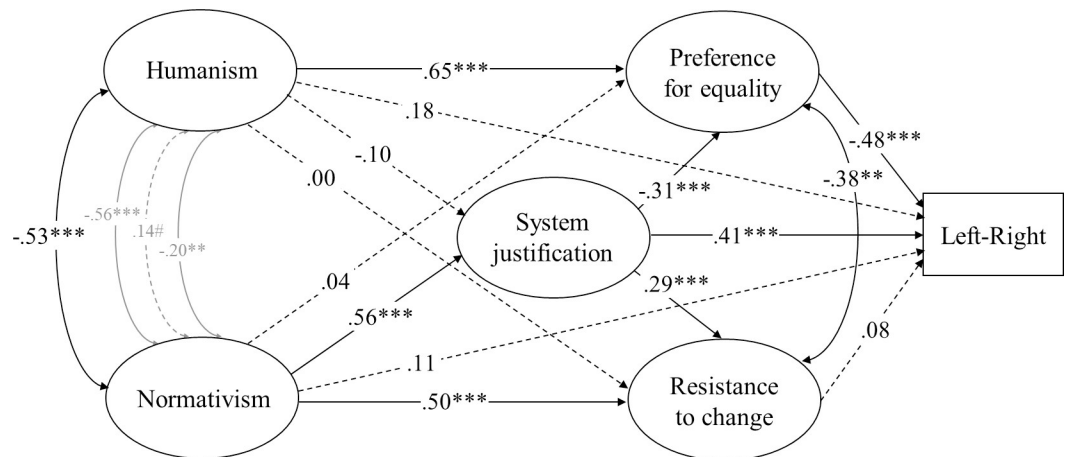 Humanism
Preference
for equality
.65***
.18
-.48***
-.10
-.38**
.00
-.31***
-.56***
System
justification
-.53***
.14#
.41***
Left-Right
-.20**
.04
.29***
.56***
.08
.11
Normativism
.50***
Resistance
to change